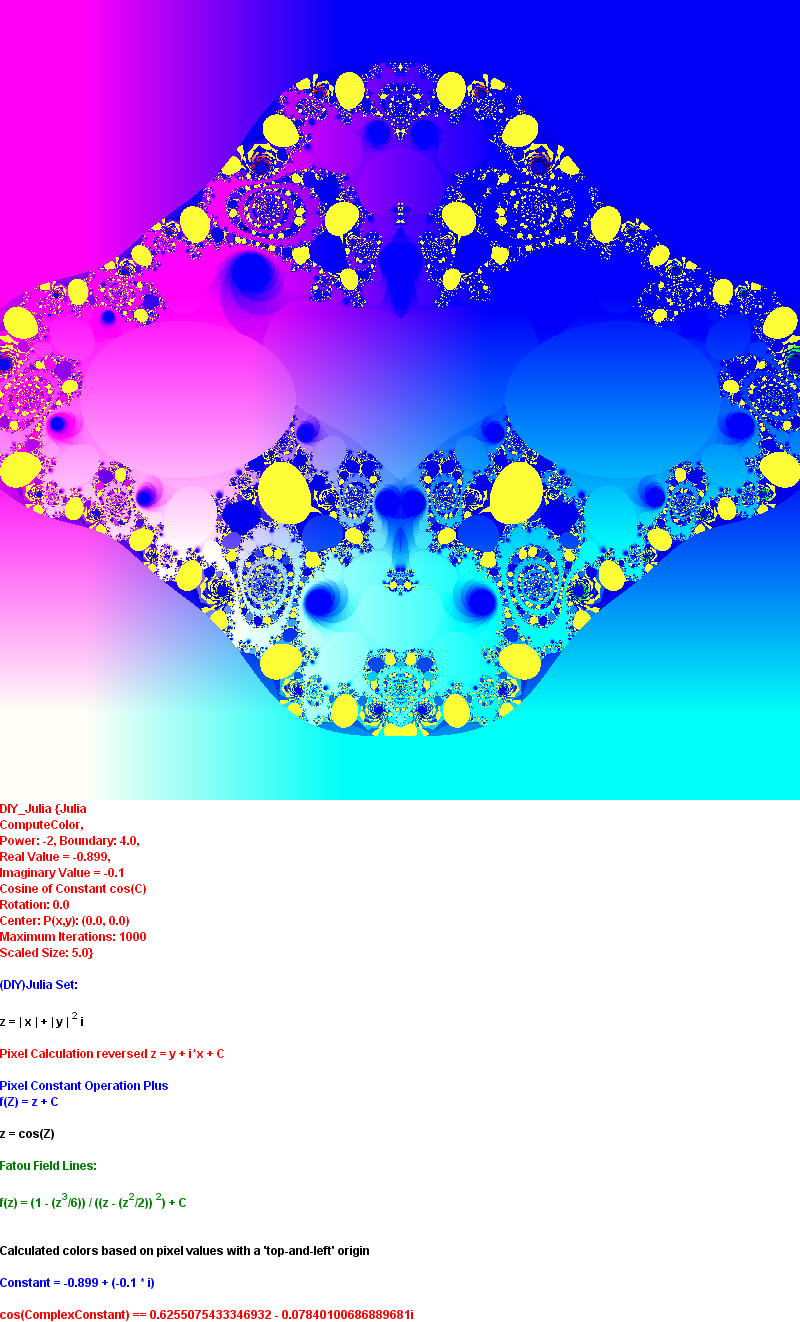 DIY_Julia {Julia
ComputeColor,
Power: -2, Boundary: 4.0,
Real Value = -0.899,
Imaginary Value = -0.1
Cosine of Constant cos(C)
Rotation: 0.0
Center: P(x,y): (0.0, 0.0)
Maximum Iterations: 1000
Scaled Size: 5.0}
(DIY)Julia Set:
z = | x | + | y | ² i
Pixel Calculation reversed z = y + i*x + C
Pixel Constant Operation Plus
f(Z) = z + C
z = cos(Z)
Fatou Field Lines:
f(z) = (1 - (z³/6)) / ((z - (z²/2)) ²) + C
Calculated colors based on pixel values with a 'top-and-left' origin
Constant = -0.899 + (-0.1 * i)
cos(ComplexConstant) == 0.6255075433346932 - 0.07840100686889681i